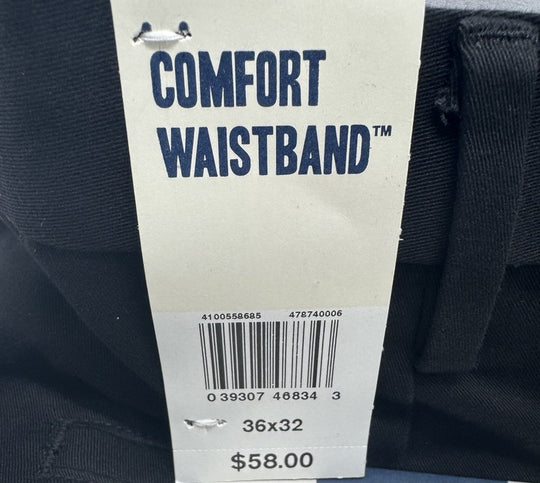 COMFORT
WAISTBAND™
4100558685 478740006
0 39307 46834 3
36x32
$58.00